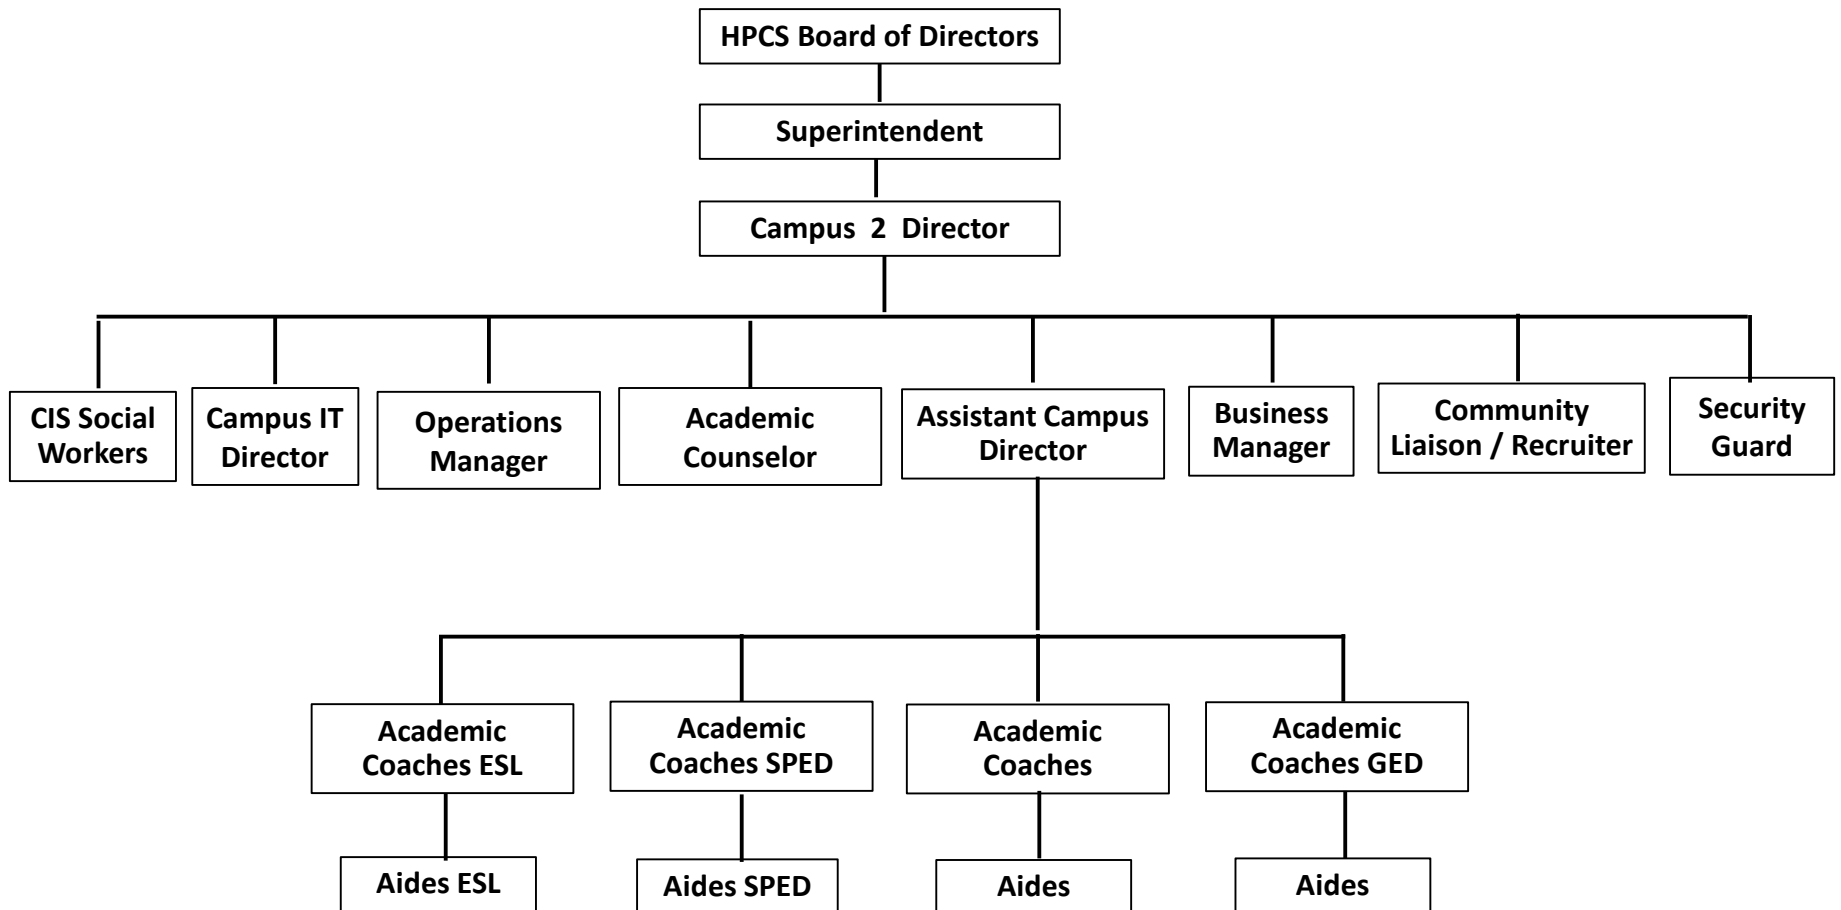 HPCS Board of Directors
Superintendent
Campus 2 Director
CIS Social
Workers
Campus IT
Director
Operations
Manager
Academic
Counselor
Assistant Campus
Director
Business
Manager
Community
Liaison / Recruiter
Security
Guard
Academic
Coaches ESL
Academic
Coaches SPED
Academic
Coaches
Academic
Coaches GED
Aides ESL
Aides SPED
Aides
Aides